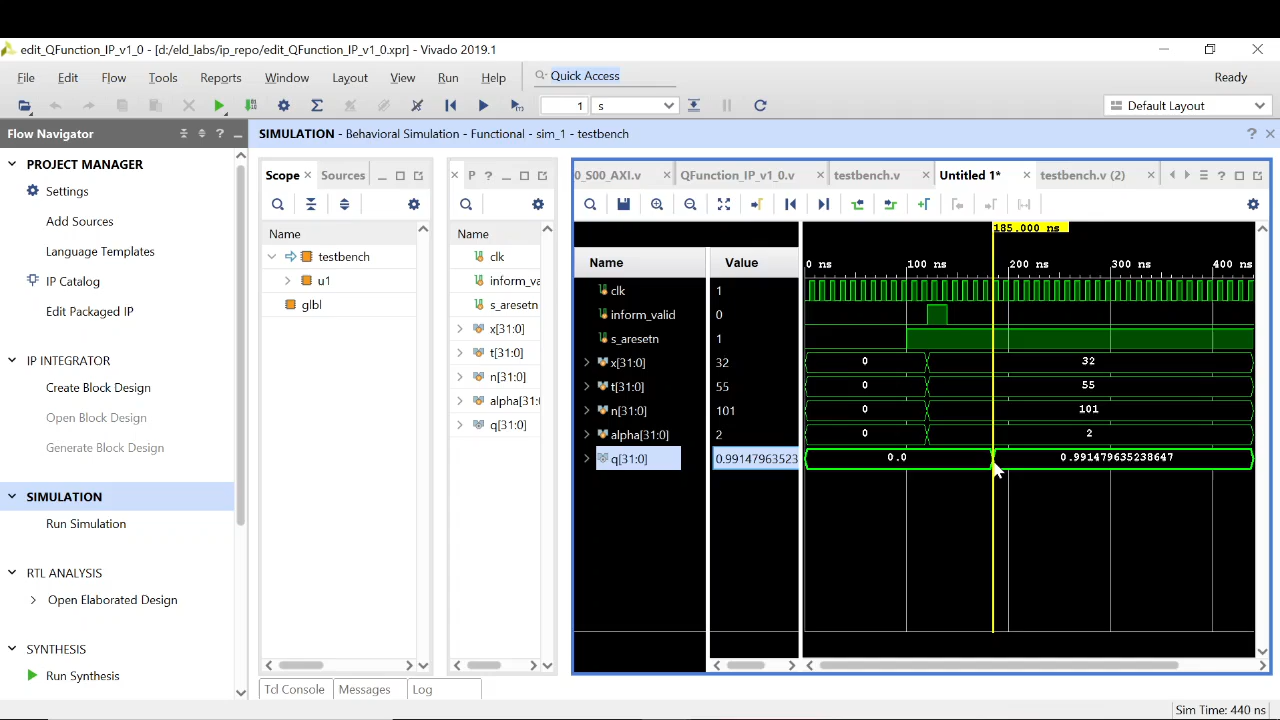 edit_QFunction_IP_v1_0 - [d:/eld_labs/ip_repo/edit_QFunction_IP_v1_0.xpr] - Vivado 2019.1
File Edit Flow Tools Reports Window Layout View Run Help Quick Access Ready
1 s Default Layout
Flow Navigator
SIMULATION - Behavioral Simulation - Functional - sim_1 - testbench
PROJECT MANAGER
Settings
Add Sources
Language Templates
IP Catalog
Edit Packaged IP
IP INTEGRATOR
Create Block Design
Open Block Design
Generate Block Design
SIMULATION
Run Simulation
RTL ANALYSIS
Open Elaborated Design
SYNTHESIS
Run Synthesis
Scope Sources
Name
testbench
u1
glbl
P
Name
clk
inform_va
s_aresetn
x[31:0]
t[31:0]
n[31:0]
alpha[31:
q[31:0]
0_S00_AXI.v QFunction_IP_v1_0.v testbench.v Untitled 1* testbench.v (2)
185.000 ns
Name Value 0 ns 100 ns 200 ns 300 ns 400 ns
clk 1
inform_valid 0
s_aresetn 1
x[31:0] 32 0 32
t[31:0] 55 0 55
n[31:0] 101 0 101
alpha[31:0] 2 0 2
q[31:0] 0.99147963523 0.0 0.991479635238647
Tcl Console Messages Log
Sim Time: 440 ns